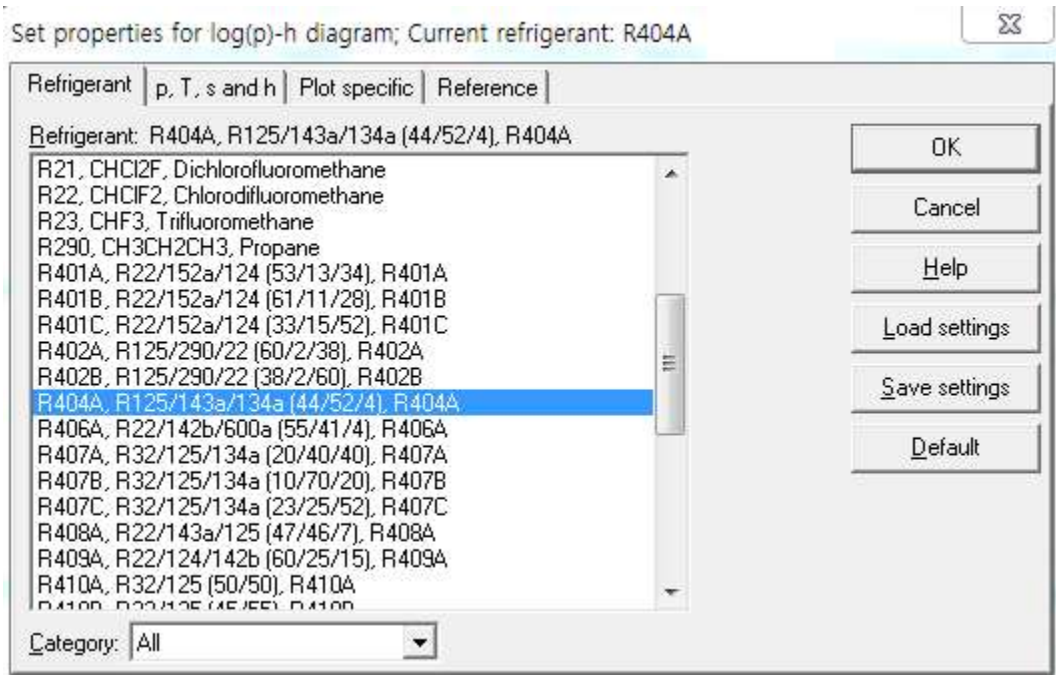 Set properties for log(p)-h diagram; Current refrigerant: R404A
Refrigerant p, T, s and h Plot specific Reference
Refrigerant: R404A, R125/143a/134a (44/52/4), R404A
R21, CHCl2F, Dichlorofluoromethane
R22, CHClF2, Chlorodifluoromethane
R23, CHF3, Trifluoromethane
R290, CH3CH2CH3, Propane
R401A, R22/152a/124 (53/13/34), R401A
R401B, R22/152a/124 (61/11/28), R401B
R401C, R22/152a/124 (33/15/52), R401C
R402A, R125/290/22 (60/2/38), R402A
R402B, R125/290/22 (38/2/60), R402B
R404A, R125/143a/134a (44/52/4), R404A
R406A, R22/142b/600a (55/41/4), R406A
R407A, R32/125/134a (20/40/40), R407A
R407B, R32/125/134a (10/70/20), R407B
R407C, R32/125/134a (23/25/52), R407C
R408A, R22/143a/125 (47/46/7), R408A
R409A, R22/124/142b (60/25/15), R409A
R410A, R32/125 (50/50), R410A
Category: All
OK
Cancel
Help
Load settings
Save settings
Default